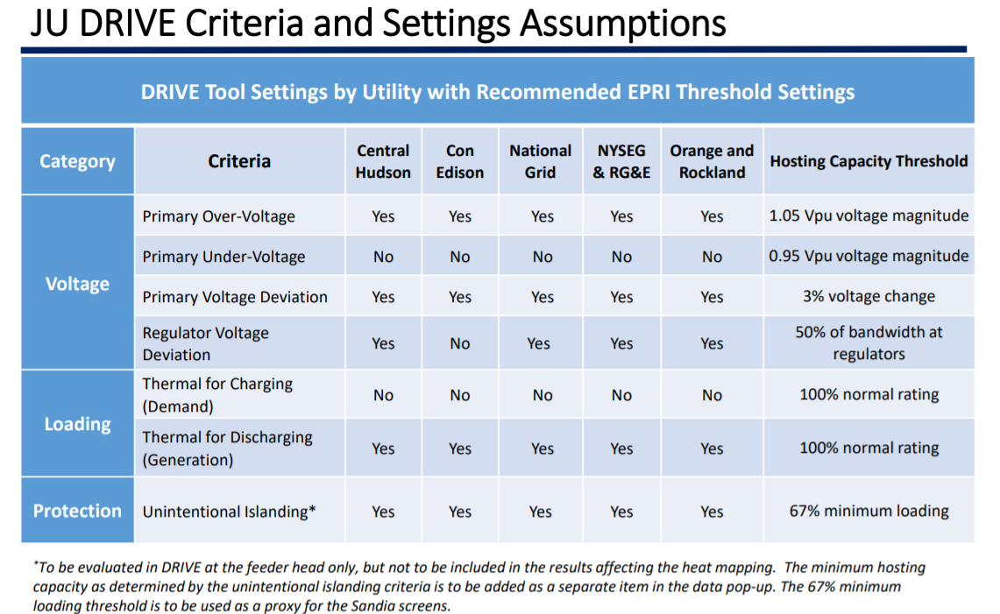 JU DRIVE Criteria and Settings Assumptions
DRIVE Tool Settings by Utility with Recommended EPRI Threshold Settings
Category
Criteria
Central
Hudson
Con
Edison
National
Grid
NYSEG
& RG&E
Orange and
Rockland
Hosting Capacity Threshold
Voltage
Primary Over-Voltage
Yes
Yes
Yes
Yes
Yes
1.05 Vpu voltage magnitude
Primary Under-Voltage
No
No
No
No
No
0.95 Vpu voltage magnitude
Primary Voltage Deviation
Yes
Yes
Yes
Yes
Yes
3% voltage change
Regulator Voltage
Deviation
Yes
No
Yes
Yes
Yes
50% of bandwidth at
regulators
Loading
Thermal for Charging
(Demand)
No
No
No
No
No
100% normal rating
Thermal for Discharging
(Generation)
Yes
Yes
Yes
Yes
Yes
100% normal rating
Protection
Unintentional Islanding*
Yes
Yes
Yes
Yes
Yes
67% minimum loading
*To be evaluated in DRIVE at the feeder head only, but not to be included in the results affecting the heat mapping. The minimum hosting
capacity as determined by the unintentional islanding criteria is to be added as a separate item in the data pop-up. The 67% minimum
loading threshold is to be used as a proxy for the Sandia screens.